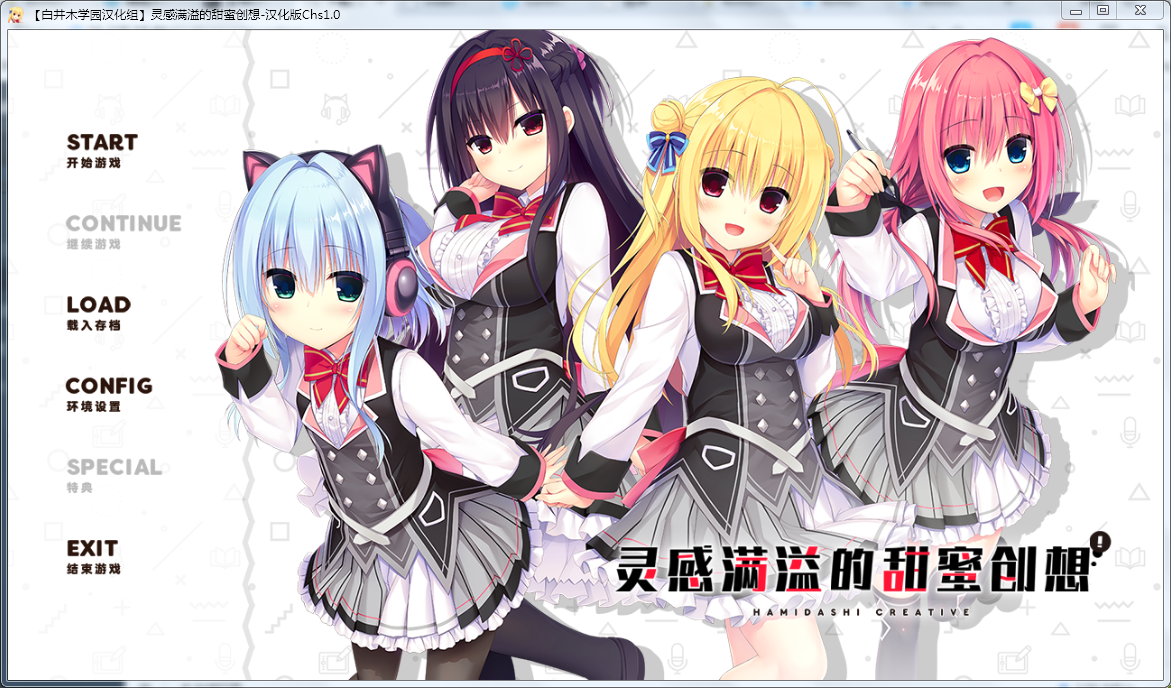 【白井木学园汉化组】灵感满溢的甜蜜创想-汉化版Chs1.0
START
开始游戏
CONTINUE
继续游戏
LOAD
载入存档
CONFIG
环境设置
SPECIAL
特典
EXIT
结束游戏
灵感满溢的甜蜜创想
HAMIDASHI CREATIVE